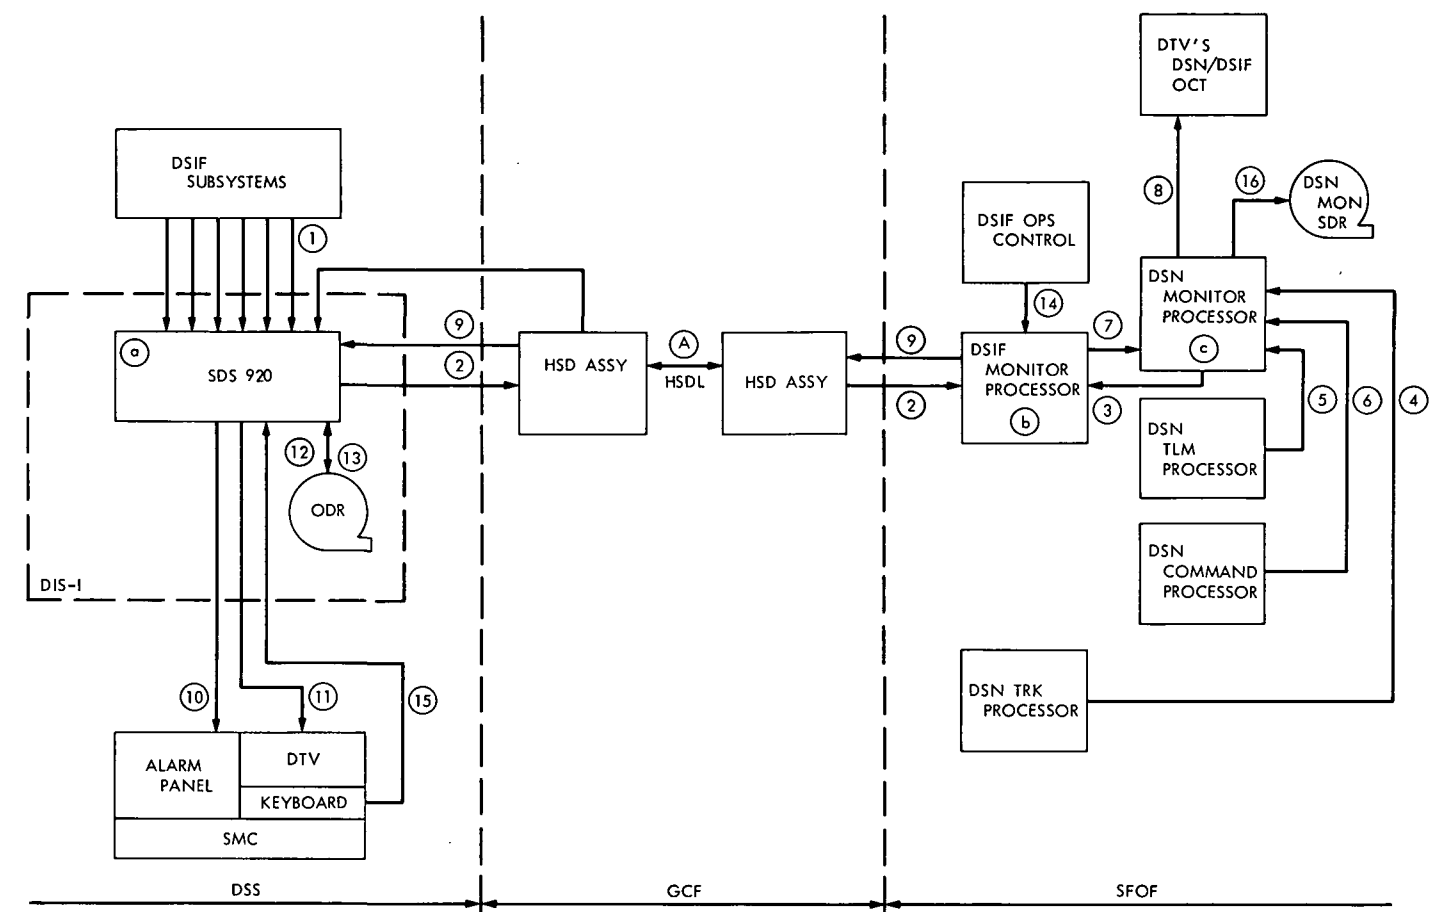 DTV'S
DSN/DSIF
OCT
DSIF
SUBSYSTEMS
1
8
16
DSN
MON
SDR
DSIF OPS
CONTROL
14
DSN
MONITOR
PROCESSOR
c
a
SDS 920
9
2
HSD ASSY
A
HSDL
HSD ASSY
9
2
DSIF
MONITOR
PROCESSOR
b
7
3
5
6
4
DSN
TLM
PROCESSOR
12
13
ODR
DIS-I
DSN
COMMAND
PROCESSOR
DSN TRK
PROCESSOR
10
11
15
ALARM
PANEL
DTV
KEYBOARD
SMC
DSS
GCF
SFOF